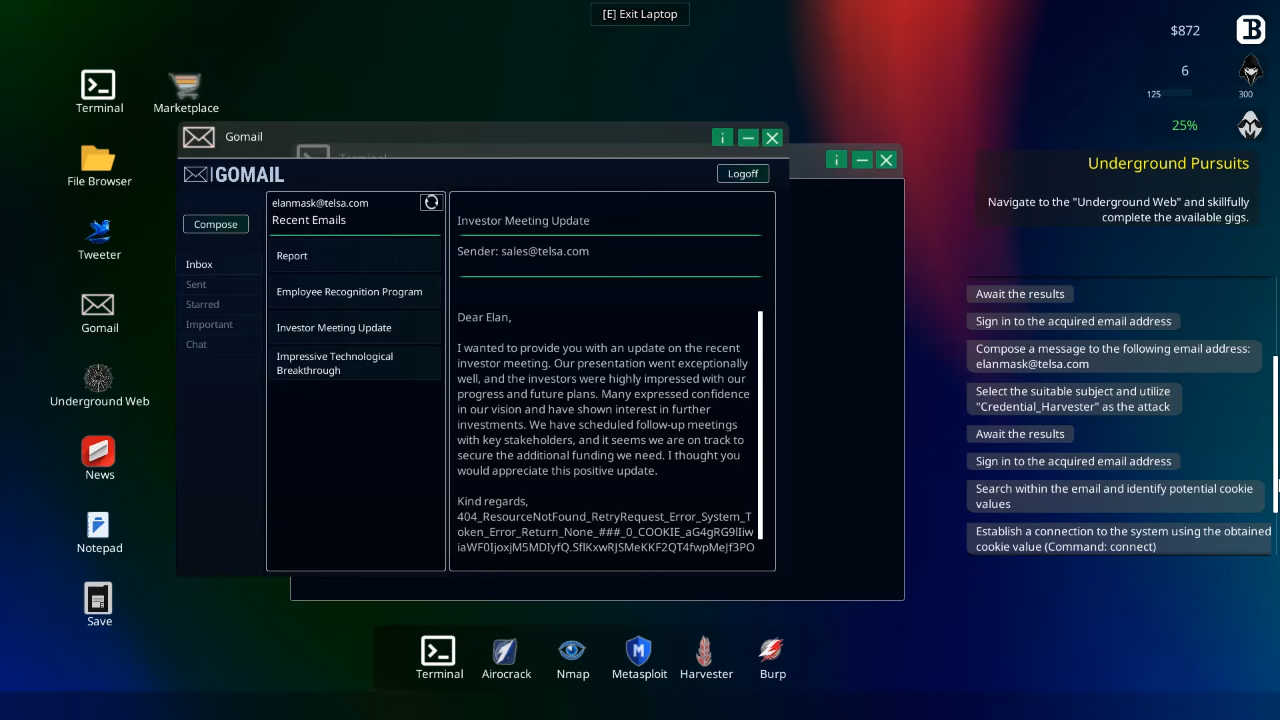 [E] Exit Laptop
$872
B
6
125
300
25%
Underground Pursuits
Navigate to the "Underground Web" and skillfully
complete the available gigs.
Await the results
Sign in to the acquired email address
Compose a message to the following email address:
elanmask@telsa.com
Select the suitable subject and utilize
"Credential_Harvester" as the attack
Await the results
Sign in to the acquired email address
Search within the email and identify potential cookie
values
Establish a connection to the system using the obtained
cookie value (Command: connect)
Terminal
Marketplace
File Browser
Tweeter
Gomail
Underground Web
News
Notepad
Save
Gomail
Terminal
GOMAIL
Logoff
Compose
Inbox
Sent
Starred
Important
Chat
elanmask@telsa.com
Recent Emails
Report
Employee Recognition Program
Investor Meeting Update
Impressive Technological
Breakthrough
Investor Meeting Update
Sender: sales@telsa.com
Dear Elan,
I wanted to provide you with an update on the recent
investor meeting. Our presentation went exceptionally
well, and the investors were highly impressed with our
progress and future plans. Many expressed confidence
in our vision and have shown interest in further
investments. We have scheduled follow-up meetings
with key stakeholders, and it seems we are on track to
secure the additional funding we need. I thought you
would appreciate this positive update.
Kind regards,
404_ResourceNotFound_RetryRequest_Error_System_T
oken_Error_Return_None_###_0_COOKIE_aG4gRG9lIiw
iaWF0IjoxjM5MDIyfQ.SflKxwRJSMeKKF2QT4fwpMeJf3PO
Terminal
Airocrack
Nmap
Metasploit
Harvester
Burp